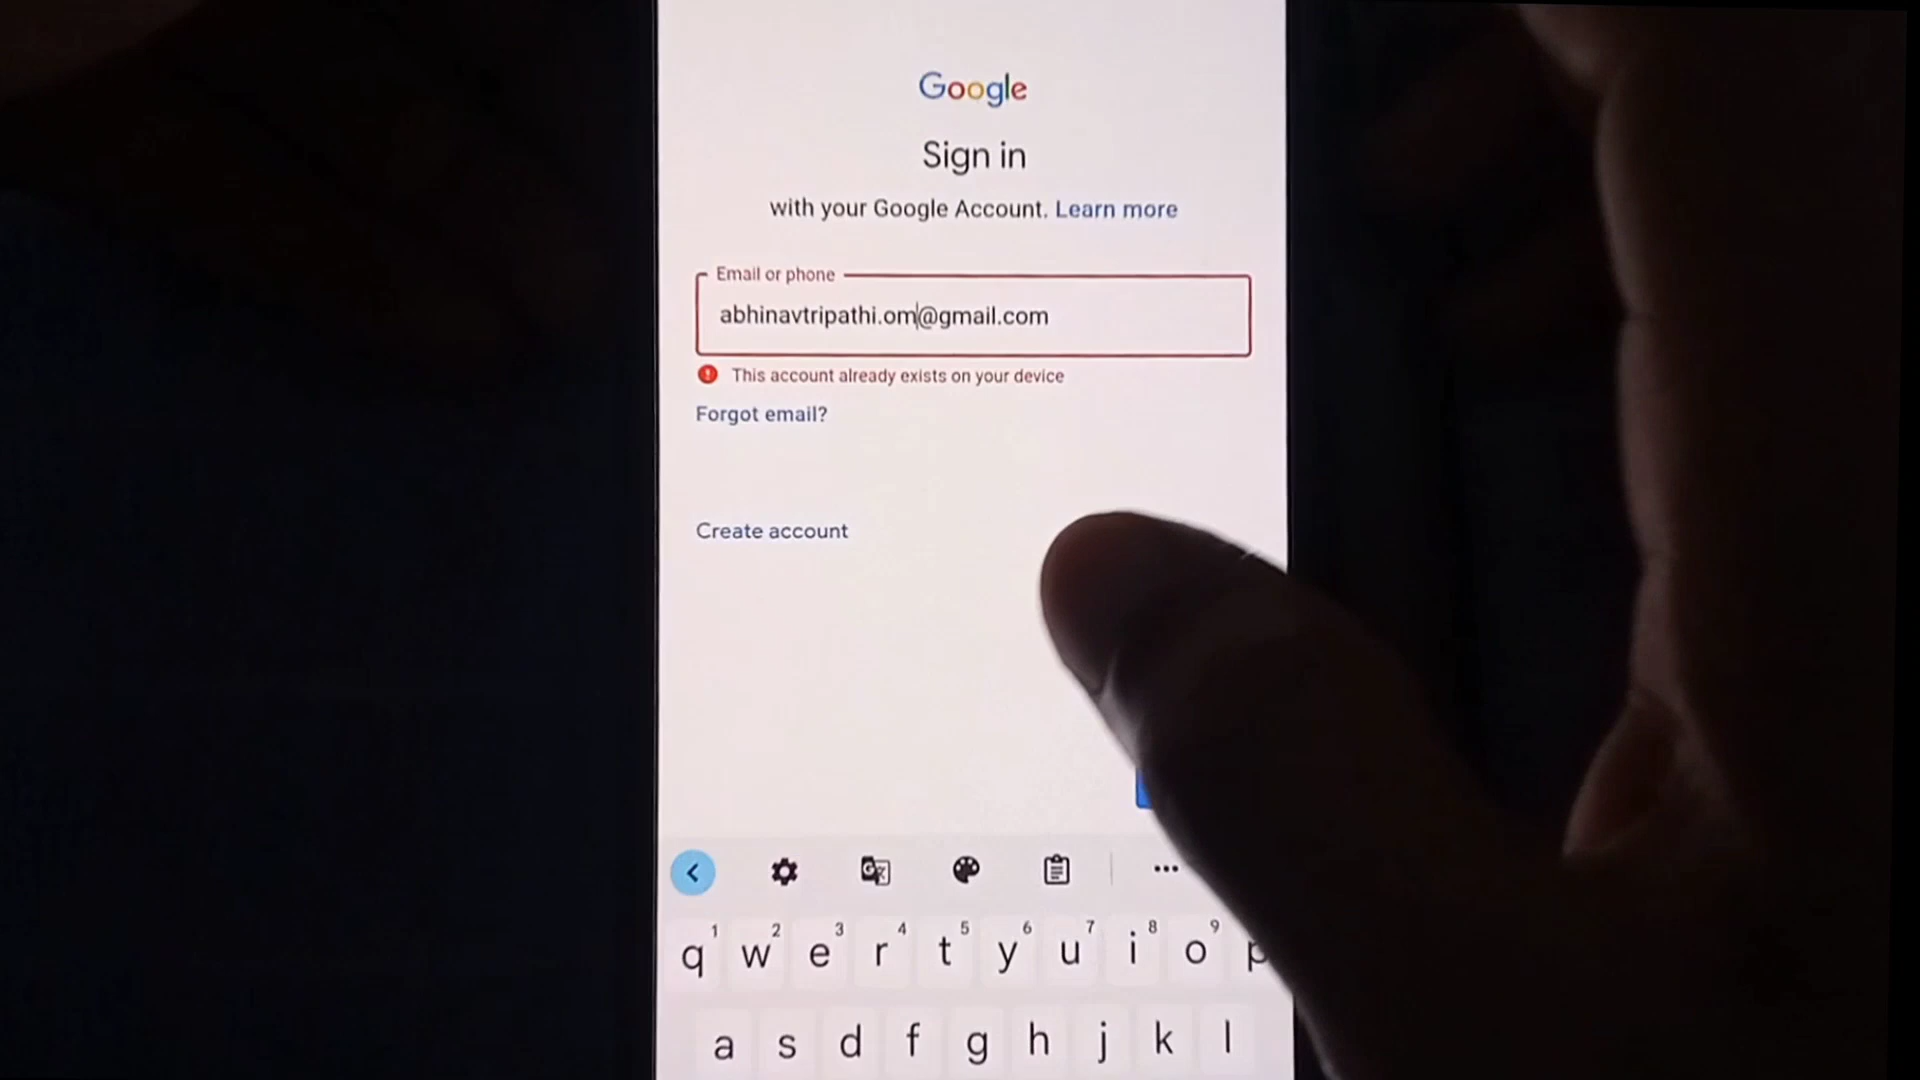 Google
Sign in
with your Google Account. Learn more
Email or phone
abhinavtripathi.om@gmail.com
This account already exists on your device
Forgot email?
Create account
1 2 3 4 5 6 7 8 9
q w e r t y u i o p
a s d f g h j k l